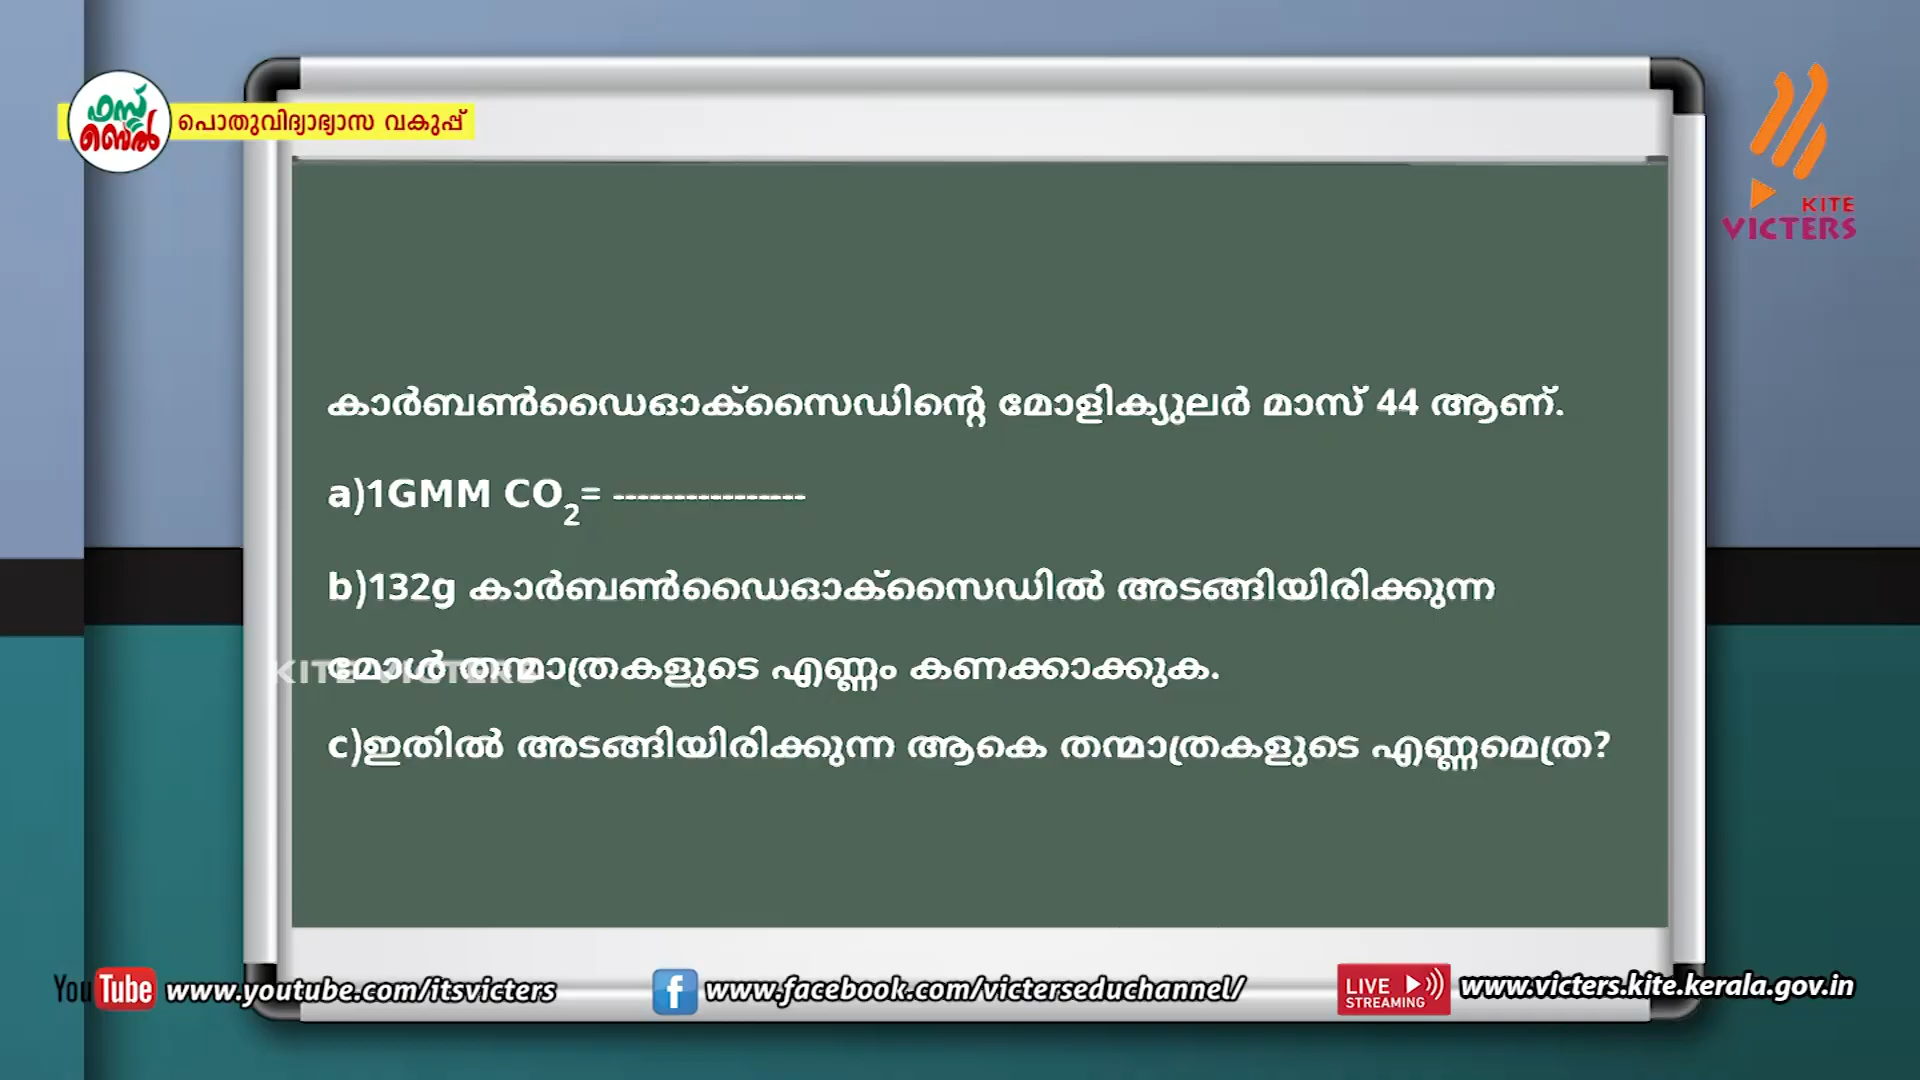 ഫസ്റ്റ് ബെൽ
പൊതുവിദ്യാഭ്യാസ വകുപ്പ്
KITE
VICTERS
കാർബൺഡൈഓക്സൈഡിന്റെ മോളിക്യുലർ മാസ് 44 ആണ്.
a)1GMM CO₂= ----------------
b)132g കാർബൺഡൈഓക്സൈഡിൽ അടങ്ങിയിരിക്കുന്ന
മോൾ തന്മാത്രകളുടെ എണ്ണം കണക്കാക്കുക.
KITE VICTERS
c)ഇതിൽ അടങ്ങിയിരിക്കുന്ന ആകെ തന്മാത്രകളുടെ എണ്ണമെത്ര?
YouTube www.youtube.com/itsvicters
f www.facebook.com/victerseduchannel/
LIVE STREAMING www.victers.kite.kerala.gov.in